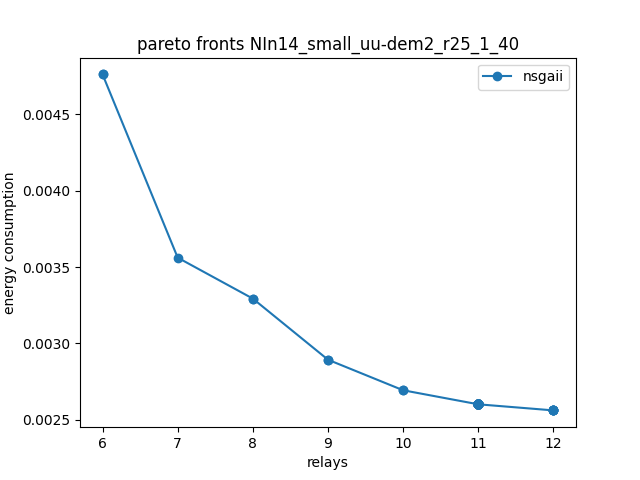 pareto fronts NIn14_small_uu-dem2_r25_1_40
nsgaii
energy consumption
0.0045
0.0040
0.0035
0.0030
0.0025
6 7 8 9 10 11 12
relays